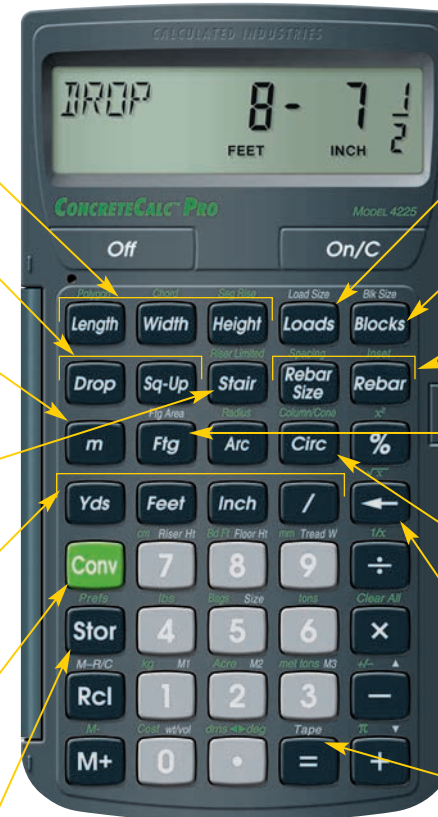 CALCULATED INDUSTRIES
DROP 8 - 7 1/2
FEET INCH
CONCRETECALC™ PRO MODEL 4225
Off On/C
Polygon Chord Seg Rise Load Size Blk Size
Length Width Height Loads Blocks
Riser Limited Spacing Inset
Drop Sq-Up Stair Rebar Size Rebar
Ftg Area Radius Column/Cone x²
m Ftg Arc Circ %
√x
Yds Feet Inch / ←
cm Riser Ht Bd Ft Floor Ht mm Tread W 1/x
Conv 7 8 9 ÷
Prefs lbs Bags Size tons Clear All
Stor 4 5 6 ×
M-R/C kg M1 Acre M2 met tons M3 +/- ▲
Rcl 1 2 3 −
M- Cost wt/vol dms◄►deg Tape π ▼
M+ 0 • = +